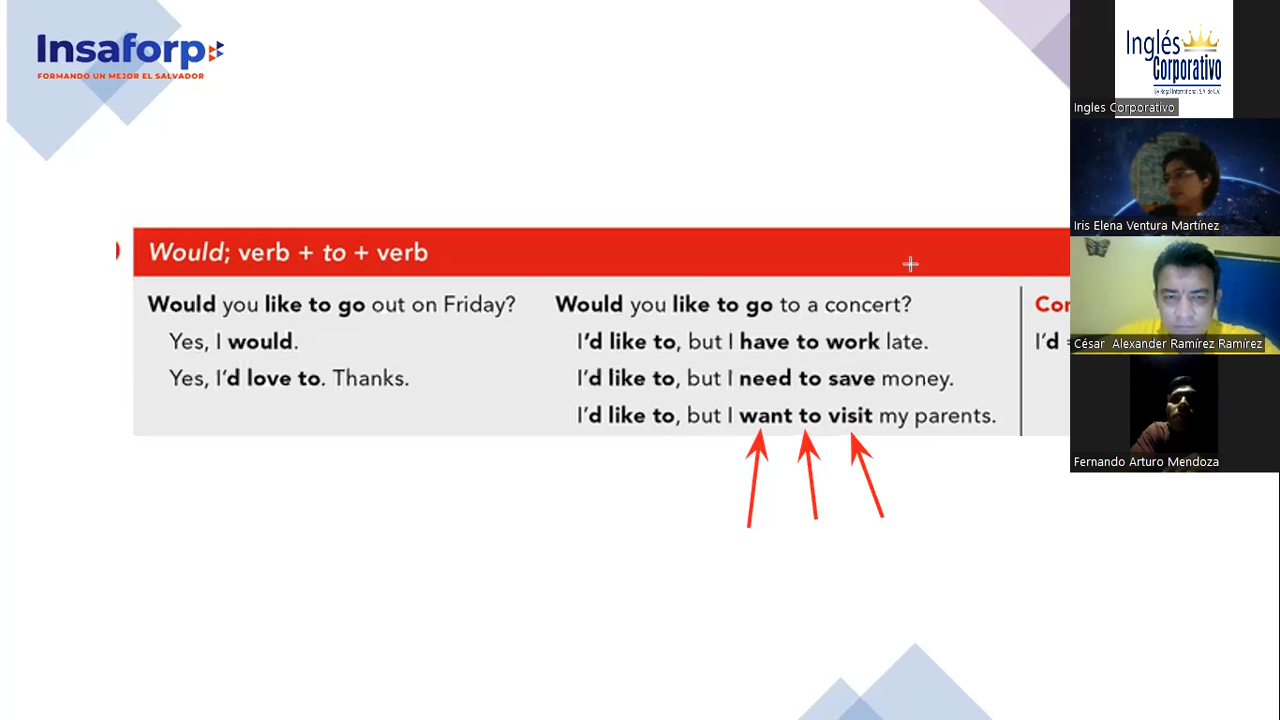 Insaforp
FORMANDO UN MEJOR EL SALVADOR
Would; verb + to + verb
Would you like to go out on Friday?
Yes, I would.
Yes, I'd love to. Thanks.
Would you like to go to a concert?
I'd like to, but I have to work late.
I'd like to, but I need to save money.
I'd like to, but I want to visit my parents.
I'd
Inglés
Corporativo
Ingles Corporativo
Iris Elena Ventura Martínez
César Alexander Ramírez Ramírez
Fernando Arturo Mendoza